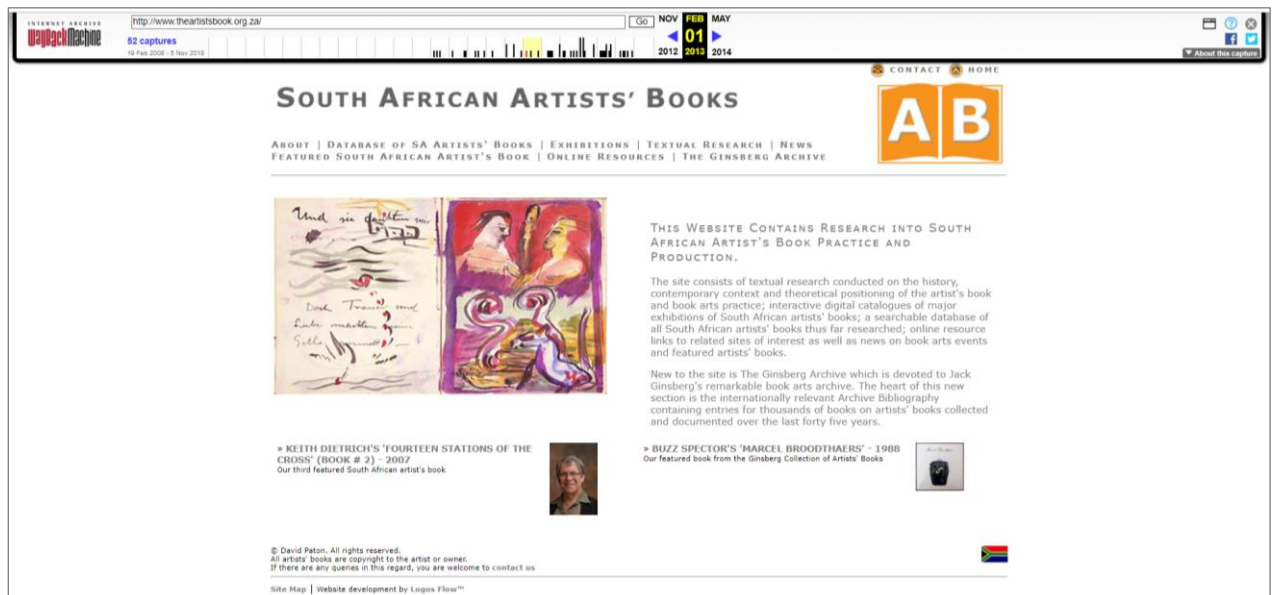 INTERNET ARCHIVE
WayBackMachine
http://www.theartistsbook.org.za/
Go
NOV FEB MAY
52 captures
01
2012 2013 2014
About this capture
CONTACT HOME
SOUTH AFRICAN ARTISTS' BOOKS
AB
ABOUT | DATABASE OF SA ARTISTS' BOOKS | EXHIBITIONS | TEXTUAL RESEARCH | NEWS
FEATURED SOUTH AFRICAN ARTIST'S BOOK | ONLINE RESOURCES | THE GINSBERG ARCHIVE
Und sie
THIS WEBSITE CONTAINS RESEARCH INTO SOUTH
AFRICAN ARTIST'S BOOK PRACTICE AND
PRODUCTION.
The site consists of textual research conducted on the history,
contemporary context and theoretical positioning of the artist's book
and book arts practice; interactive digital catalogues of major
exhibitions of South African artists' books; a searchable database of
all South African artists' books thus far researched; online resource
links to related sites of interest as well as news on book arts events
and featured artists' books.
New to the site is The Ginsberg Archive which is devoted to Jack
Ginsberg's remarkable book arts archive. The heart of this new
section is the internationally relevant Archive Bibliography
containing entries for thousands of books on artists' books collected
and documented over the last forty five years.
» KEITH DIETRICH'S 'FOURTEEN STATIONS OF THE
CROSS' (BOOK # 2) - 2007
Our third featured South African artist's book
» BUZZ SPECTOR'S 'MARCEL BROODTHAERS' - 1988
Our featured book from the Ginsberg Collection of Artists' Books
© David Paton. All rights reserved.
All artists' books are copyright to the artist or owner.
If there are any queries in this regard, you are welcome to contact us
Site Map | Website development by Logos Flow™